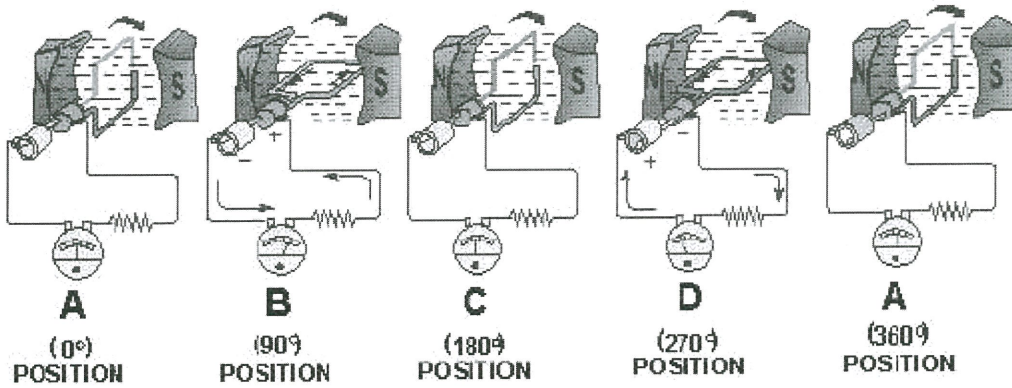 N S
N S
N S
N S
N S
+
−
−
+
A B C D A
(0°) (90°) (180°) (270°) (360°)
POSITION POSITION POSITION POSITION POSITION